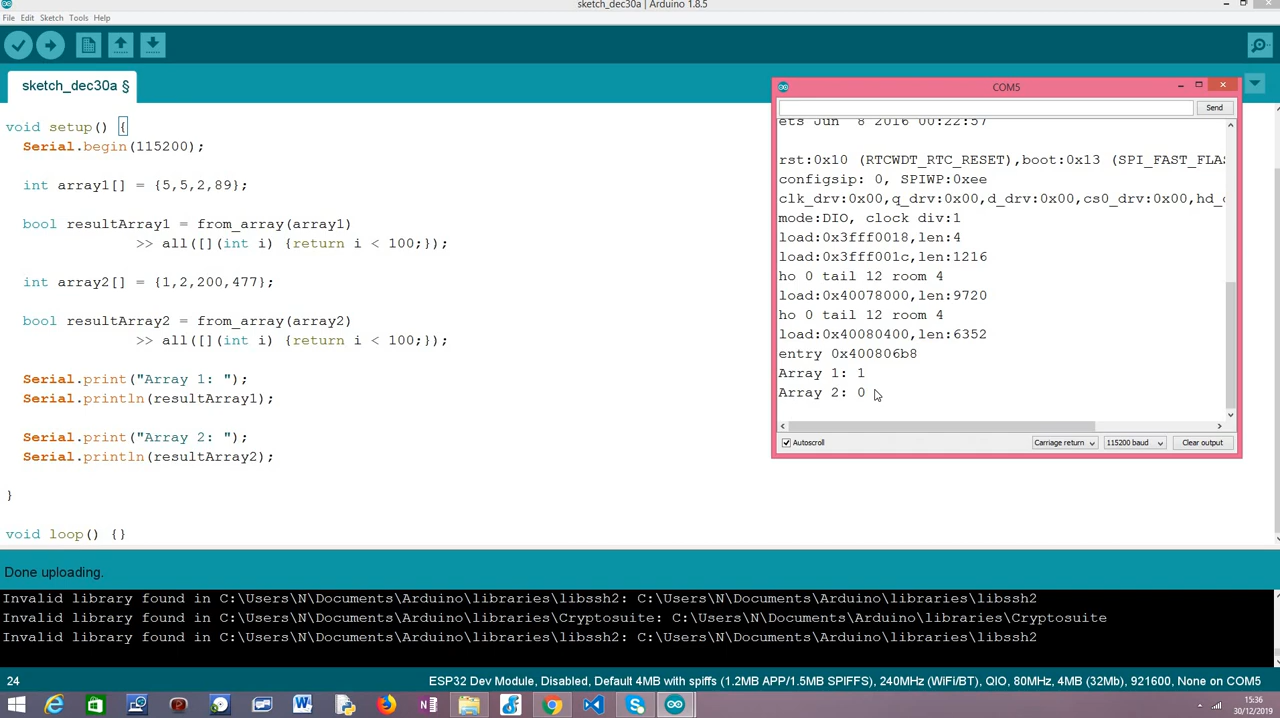 sketch_dec30a | Arduino 1.8.5
File Edit Sketch Tools Help
sketch_dec30a §
void setup() {
Serial.begin(115200);
int array1[] = {5,5,2,89};
bool resultArray1 = from_array(array1)
>> all([](int i) {return i < 100;});
int array2[] = {1,2,200,477};
bool resultArray2 = from_array(array2)
>> all([](int i) {return i < 100;});
Serial.print("Array 1: ");
Serial.println(resultArray1);
Serial.print("Array 2: ");
Serial.println(resultArray2);
}
void loop() {}
COM5
Send
ets Jun 8 2016 00:22:57
rst:0x10 (RTCWDT_RTC_RESET),boot:0x13 (SPI_FAST_FLA
configsip: 0, SPIWP:0xee
clk_drv:0x00,q_drv:0x00,d_drv:0x00,cs0_drv:0x00,hd_
mode:DIO, clock div:1
load:0x3fff0018,len:4
load:0x3fff001c,len:1216
ho 0 tail 12 room 4
load:0x40078000,len:9720
ho 0 tail 12 room 4
load:0x40080400,len:6352
entry 0x400806b8
Array 1: 1
Array 2: 0
Autoscroll
Carriage return
115200 baud
Clear output
Done uploading.
Invalid library found in C:\Users\N\Documents\Arduino\libraries\libssh2: C:\Users\N\Documents\Arduino\libraries\libssh2
Invalid library found in C:\Users\N\Documents\Arduino\libraries\Cryptosuite: C:\Users\N\Documents\Arduino\libraries\Cryptosuite
Invalid library found in C:\Users\N\Documents\Arduino\libraries\libssh2: C:\Users\N\Documents\Arduino\libraries\libssh2
24
ESP32 Dev Module, Disabled, Default 4MB with spiffs (1.2MB APP/1.5MB SPIFFS), 240MHz (WiFi/BT), QIO, 80MHz, 4MB (32Mb), 921600, None on COM5
15:36
30/12/2019